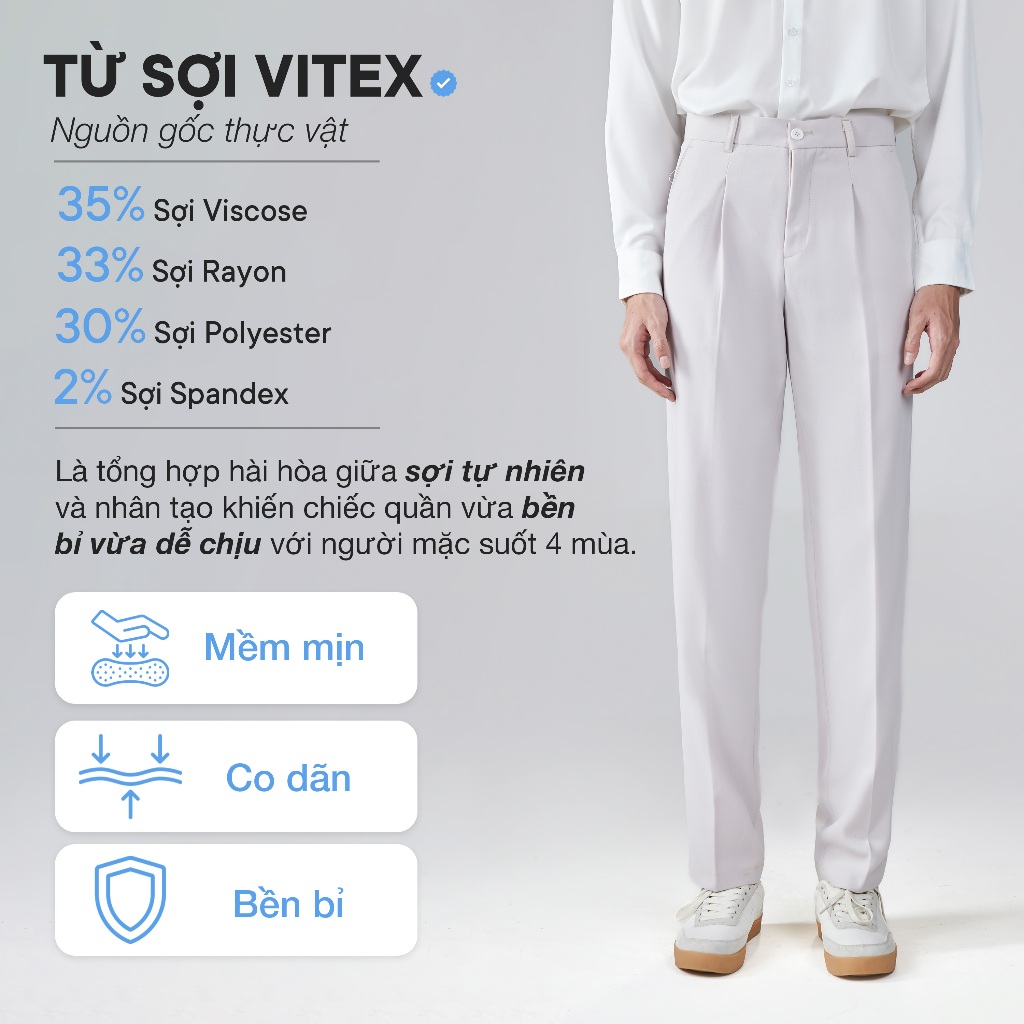 TỪ SỢI VITEX
Nguồn gốc thực vật
35% Sợi Viscose
33% Sợi Rayon
30% Sợi Polyester
2% Sợi Spandex
Là tổng hợp hài hòa giữa sợi tự nhiên
và nhân tạo khiến chiếc quần vừa bền
bỉ vừa dễ chịu với người mặc suốt 4 mùa.
Mềm mịn
Co dãn
Bền bỉ